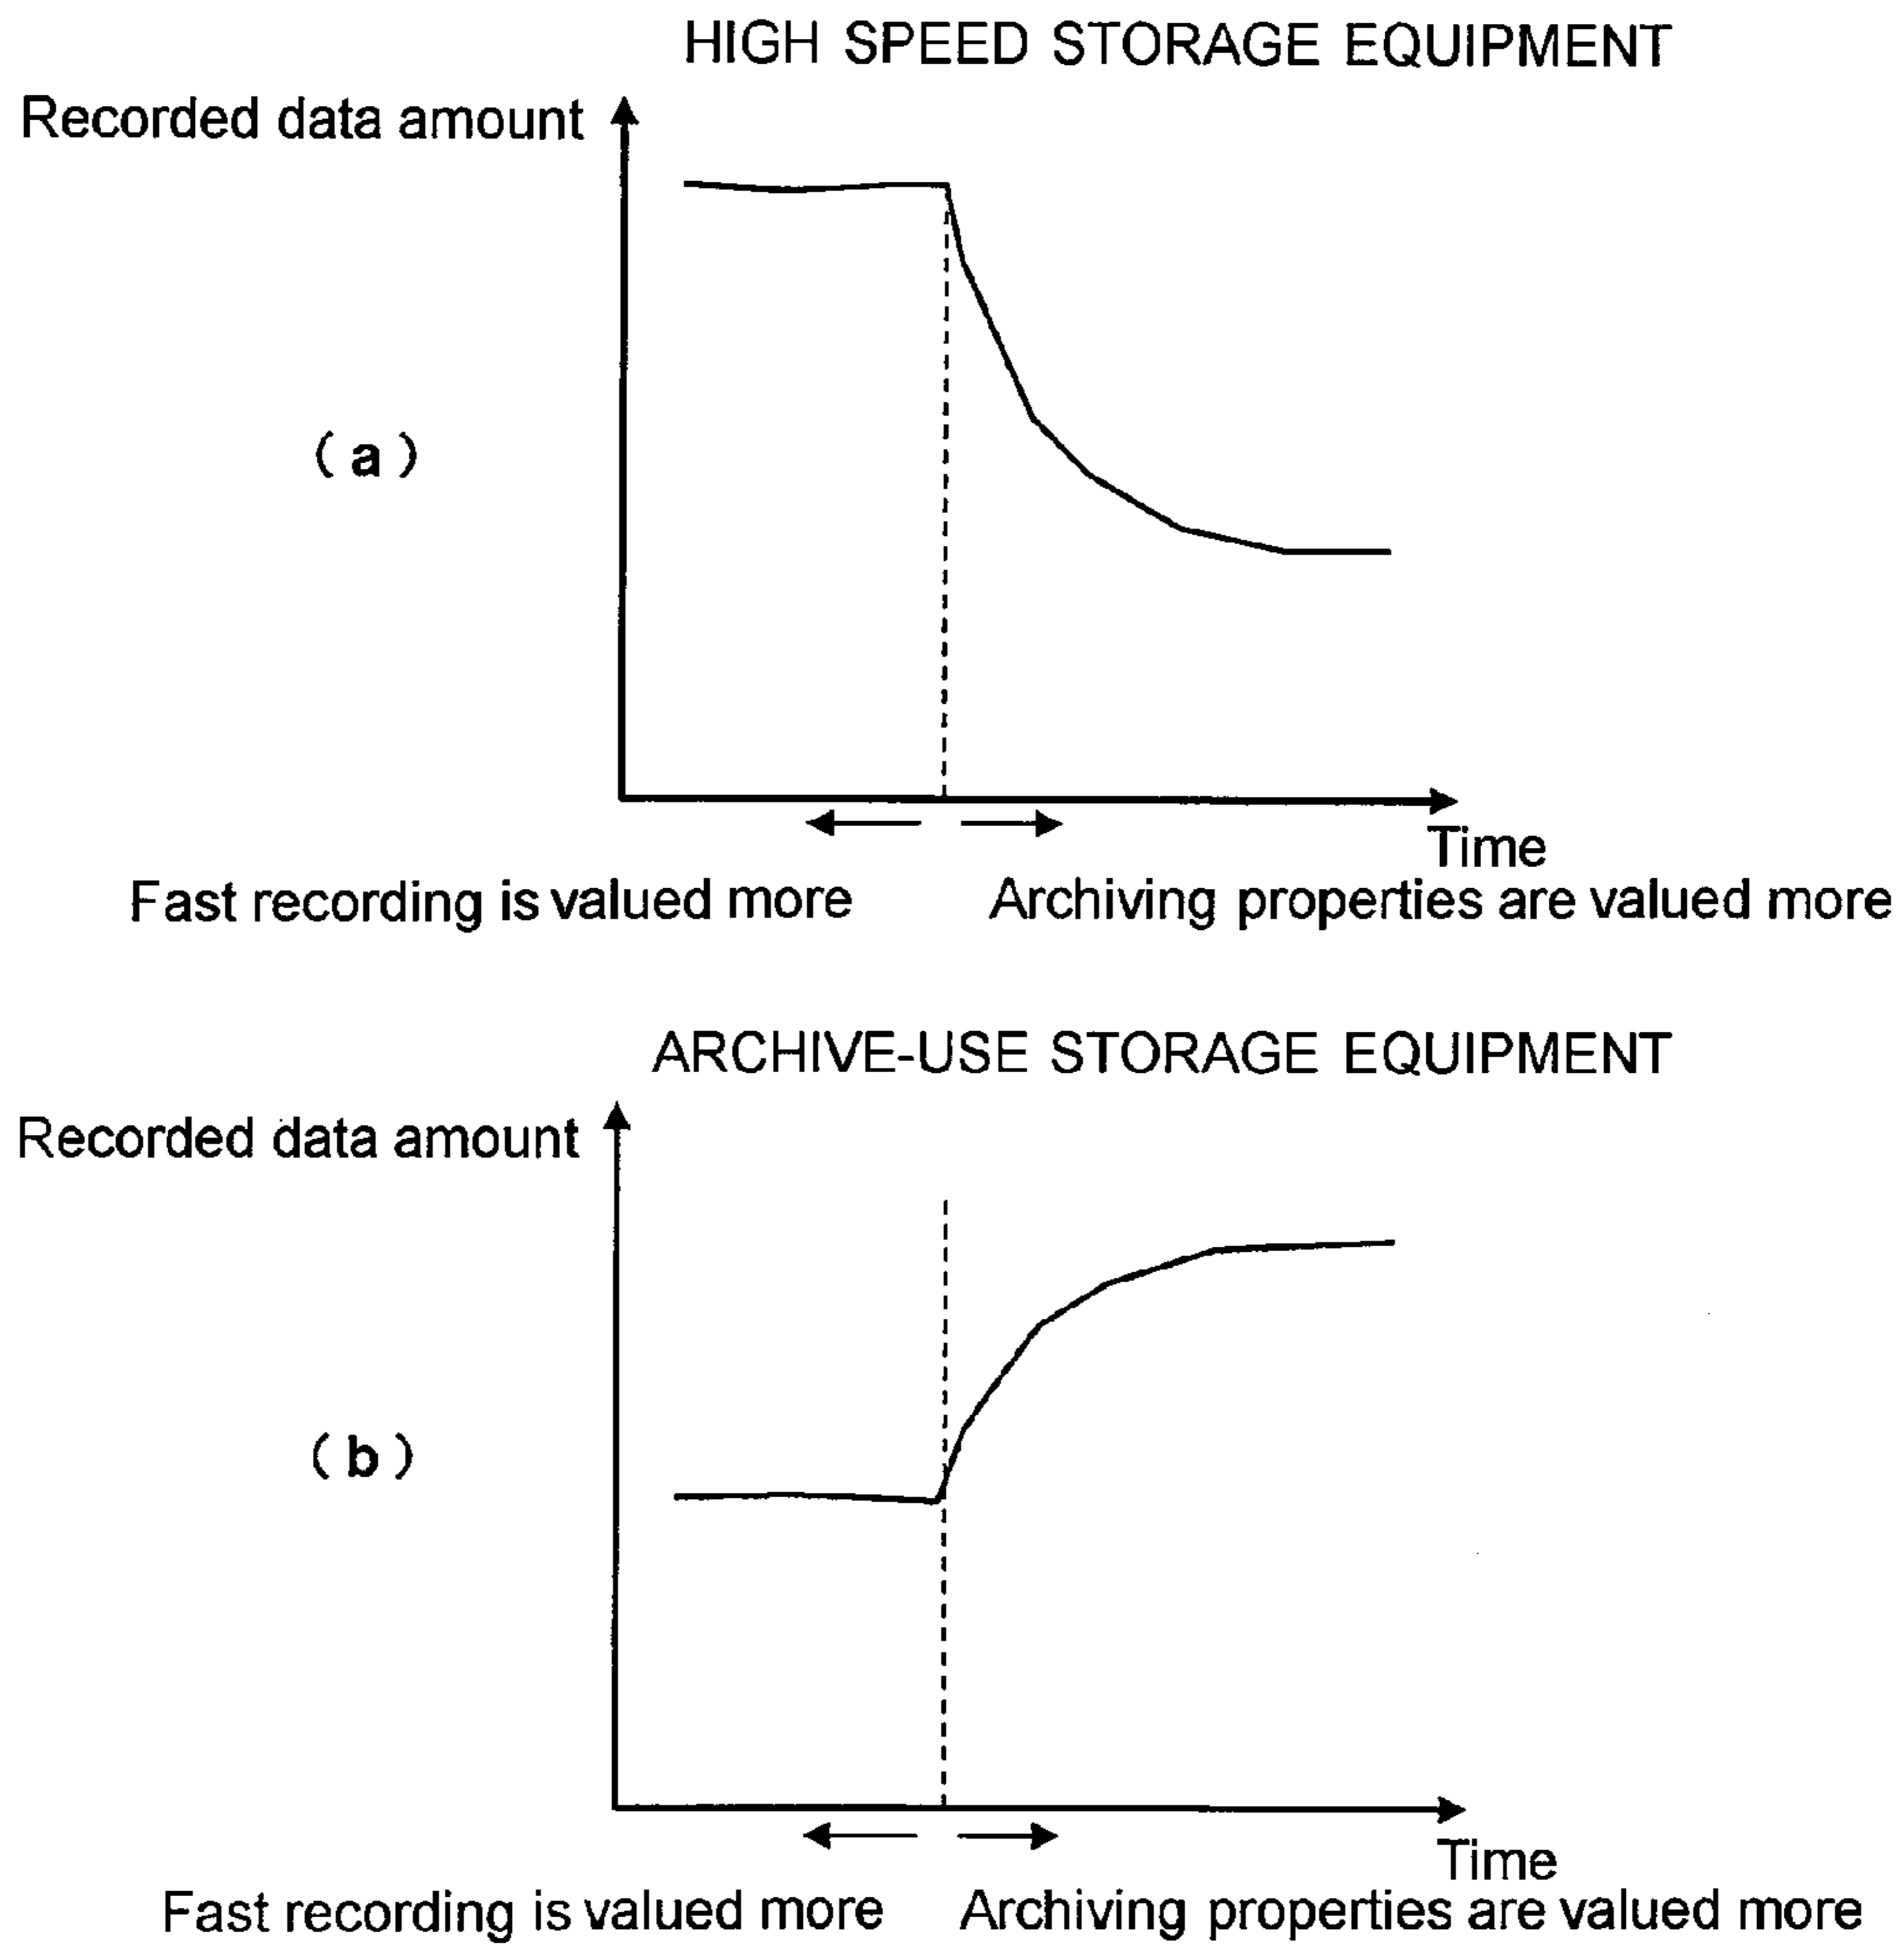 HIGH SPEED STORAGE EQUIPMENT
Recorded data amount
(a)
Time
Fast recording is valued more
Archiving properties are valued more
ARCHIVE-USE STORAGE EQUIPMENT
Recorded data amount
(b)
Time
Fast recording is valued more
Archiving properties are valued more